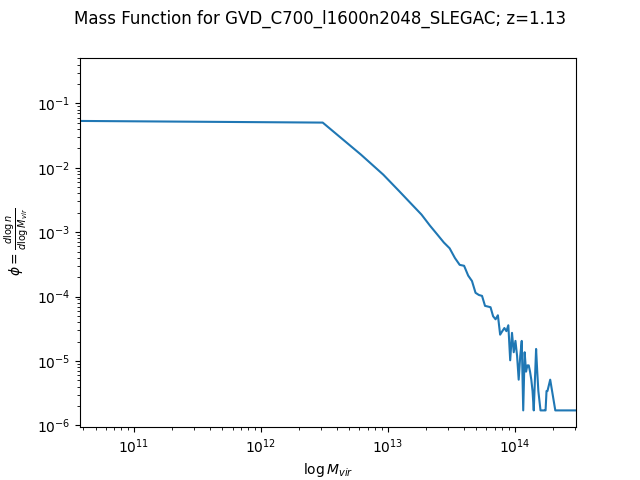 Mass Function for GVD_C700_l1600n2048_SLEGAC; z=1.13
10⁻¹
10⁻²
10⁻³
10⁻⁴
10⁻⁵
10⁻⁶
ϕ = d log n / d log M_vir
10¹¹ 10¹² 10¹³ 10¹⁴
log M_vir